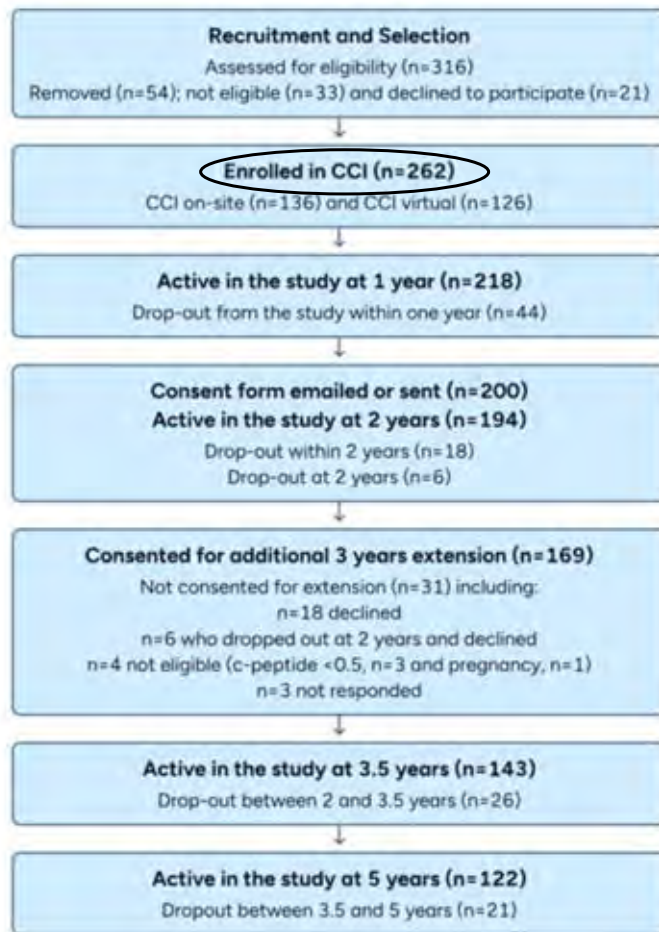 Recruitment and Selection
Assessed for eligibility (n=316)
Removed (n=54); not eligible (n=33) and declined to participate (n=21)
↓
Enrolled in CCI (n=262)
CCI on-site (n=136) and CCI virtual (n=126)
↓
Active in the study at 1 year (n=218)
Drop-out from the study within one year (n=44)
↓
Consent form emailed or sent (n=200)
Active in the study at 2 years (n=194)
Drop-out within 2 years (n=18)
Drop-out at 2 years (n=6)
↓
Consented for additional 3 years extension (n=169)
Not consented for extension (n=31) including:
n=18 declined
n=6 who dropped out at 2 years and declined
n=4 not eligible (c-peptide <0.5, n=3 and pregnancy, n=1)
n=3 not responded
↓
Active in the study at 3.5 years (n=143)
Drop-out between 2 and 3.5 years (n=26)
↓
Active in the study at 5 years (n=122)
Dropout between 3.5 and 5 years (n=21)